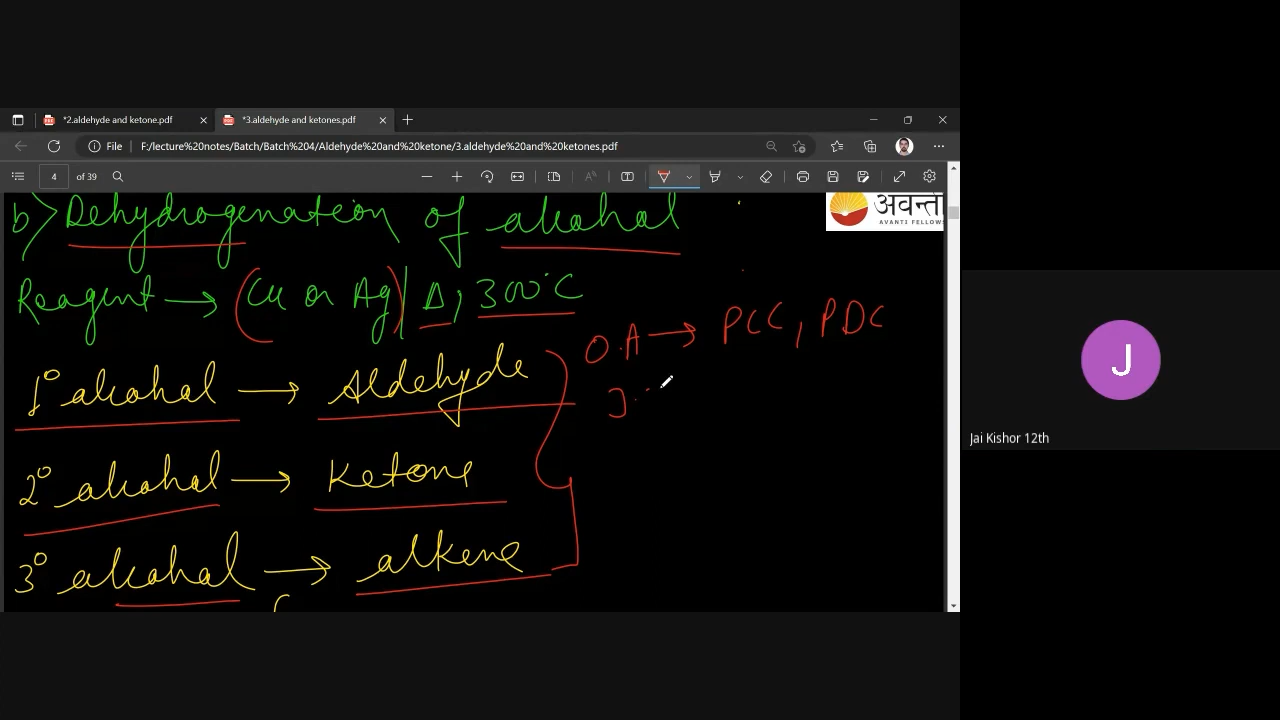 *2.aldehyde and ketone.pdf
*3.aldehyde and ketones.pdf
File
F:/lecture%20notes/Batch/Batch%204/Aldehyde%20and%20ketone/3.aldehyde%20and%20ketones.pdf
4 of 39
b) Dehydrogenation of alcohal
अवन्ती
AVANTI FELLOWS
Reagent → (Cu or Ag) | Δ, 300°C
O.A → PCC, PDC
1° alcohal → Aldehyde
2° alcohal → Ketone
3° alcohal → alkene
J
Jai Kishor 12th